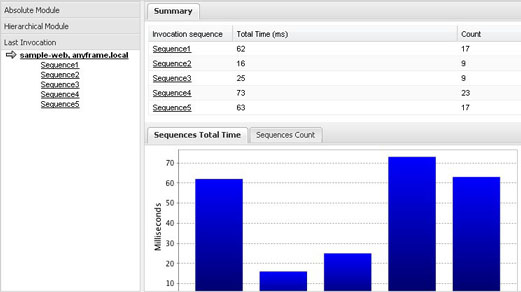 Absolute Module
Hierarchical Module
Last Invocation
sample-web, anyframe.local
Sequence1
Sequence2
Sequence3
Sequence4
Sequence5
Summary
Invocation sequence Total Time (ms) Count
Sequence1 62 17
Sequence2 16 9
Sequence3 25 9
Sequence4 73 23
Sequence5 63 17
Sequences Total Time Sequences Count
Milliseconds
70
60
50
40
30
20
10